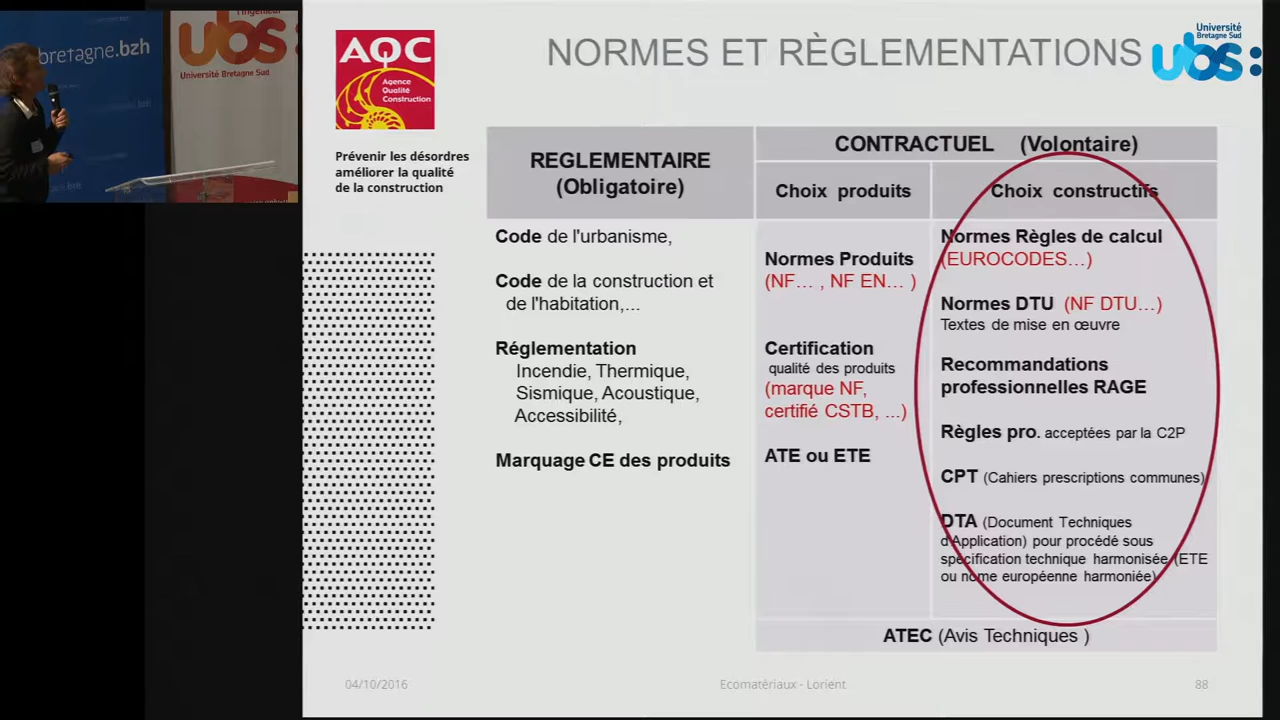 bretagne.bzh
l'ingénieur
ubs:
Université Bretagne Sud
AQC
Agence
Qualité
Construction
Prévenir les désordres
améliorer la qualité
de la construction
NORMES ET RÈGLEMENTATIONS
Université
Bretagne Sud
ubs:
REGLEMENTAIRE
(Obligatoire)
CONTRACTUEL (Volontaire)
Choix produits
Choix constructifs
Code de l'urbanisme,
Code de la construction et
de l'habitation,...
Réglementation
Incendie, Thermique,
Sismique, Acoustique,
Accessibilité,
Marquage CE des produits
Normes Produits
(NF… , NF EN… )
Certification
qualité des produits
(marque NF,
certifié CSTB, ...)
ATE ou ETE
Normes Règles de calcul
(EUROCODES…)
Normes DTU (NF DTU…)
Textes de mise en œuvre
Recommandations
professionnelles RAGE
Règles pro. acceptées par la C2P
CPT (Cahiers prescriptions communes)
DTA (Document Techniques
d'Application) pour procédé sous
spécification technique harmonisée (ETE
ou nome européenne harmoniée)
ATEC (Avis Techniques )
04/10/2016
Ecomatériaux - Lorient
88